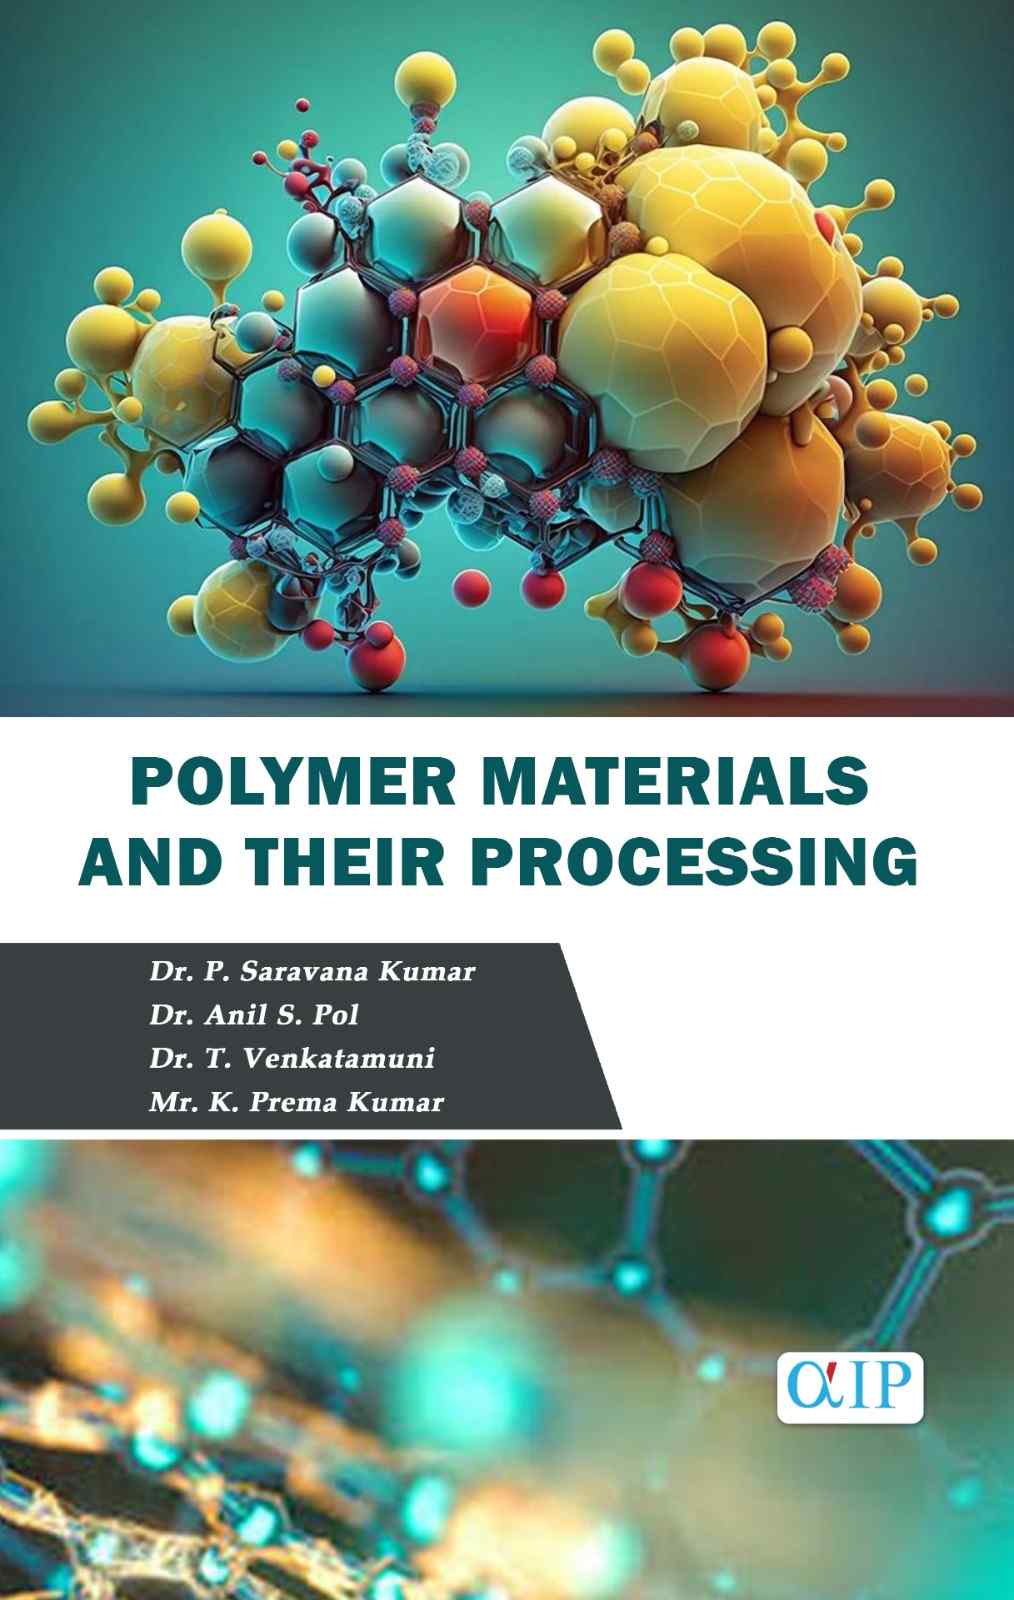 POLYMER MATERIALS
AND THEIR PROCESSING
Dr. P. Saravana Kumar
Dr. Anil S. Pol
Dr. T. Venkatamuni
Mr. K. Prema Kumar
αIP